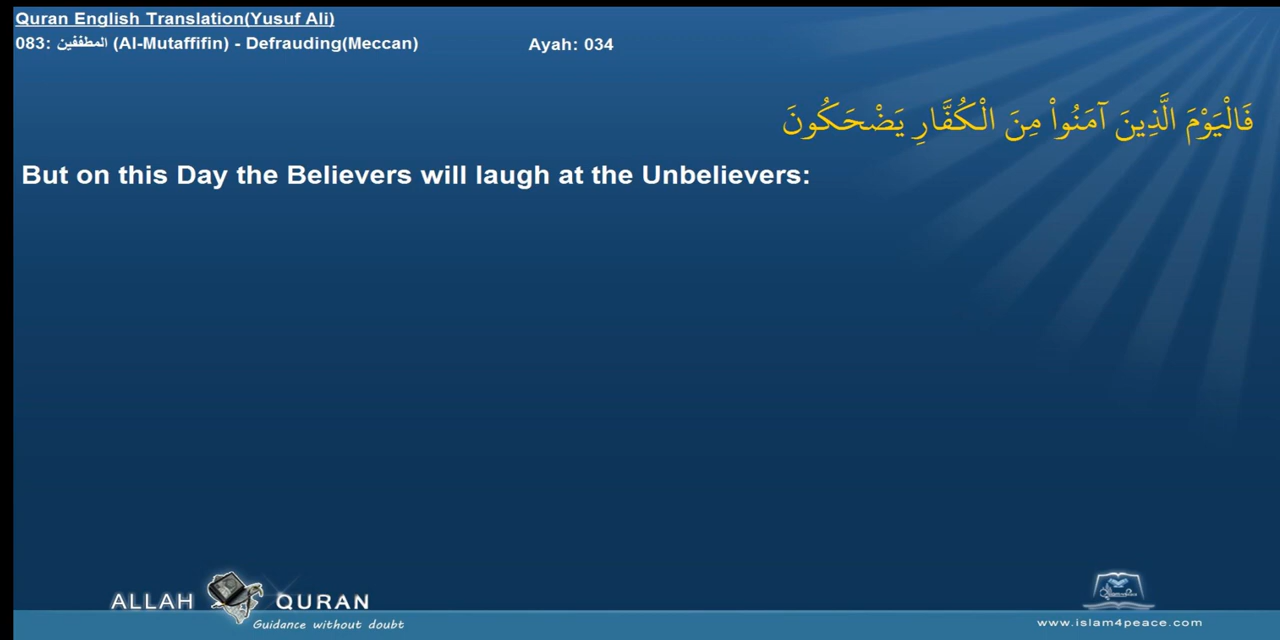 Quran English Translation(Yusuf Ali)
083: المطففين (Al-Mutaffifin) - Defrauding(Meccan) Ayah: 034
فَالْيَوْمَ الَّذِينَ آمَنُواْ مِنَ الْكُفَّارِ يَضْحَكُونَ
But on this Day the Believers will laugh at the Unbelievers:
ALLAH QURAN
Guidance without doubt
www.islam4peace.com